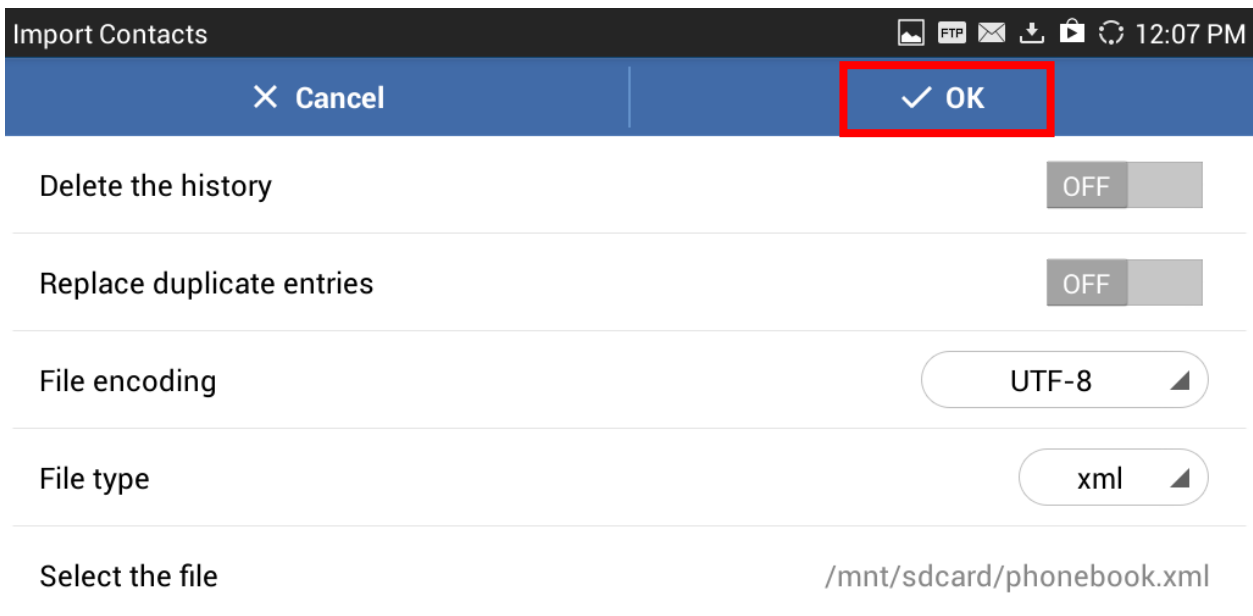 Import Contacts FTP 12:07 PM
Cancel OK
Delete the history OFF
Replace duplicate entries OFF
File encoding UTF-8
File type xml
Select the file /mnt/sdcard/phonebook.xml